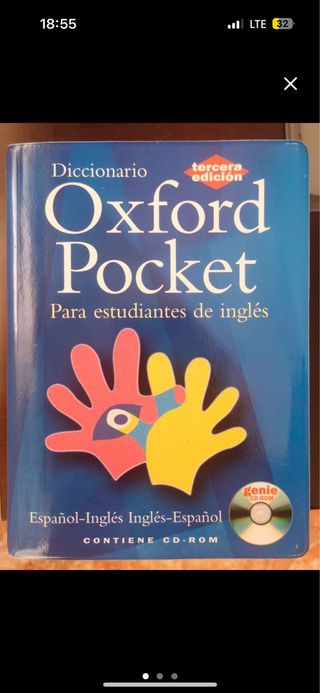 18:55
LTE 32
Diccionario
tercera
edición
Oxford
Pocket
Para estudiantes de inglés
genie
CD-ROM
Español-Inglés Inglés-Español
CONTIENE CD-ROM